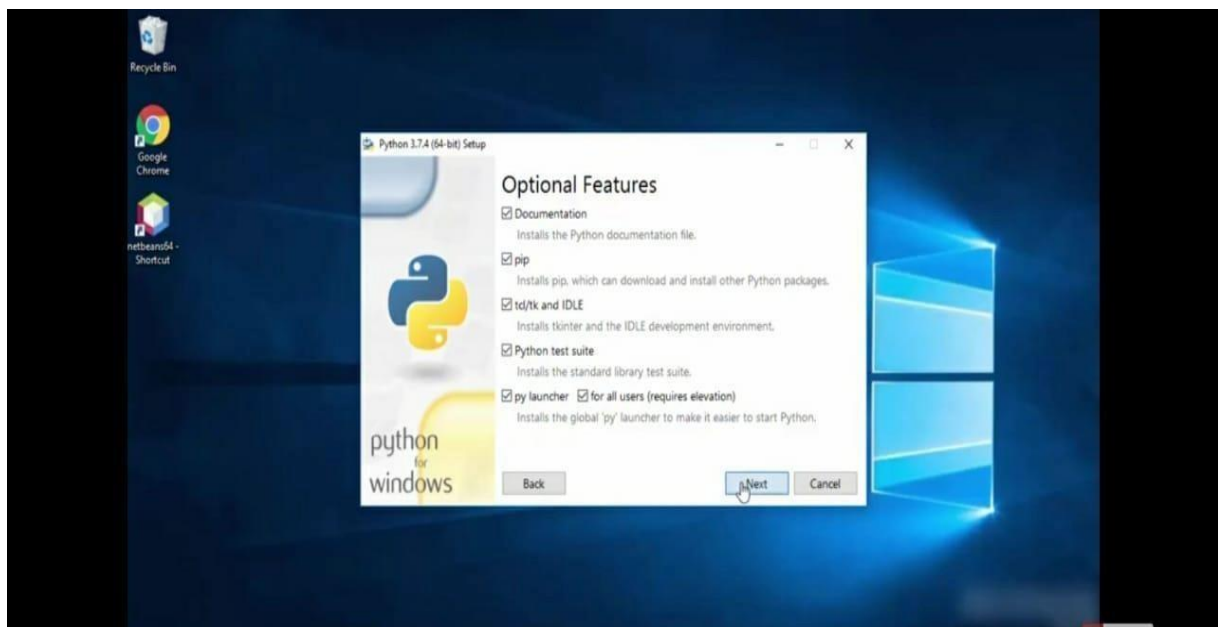 Recycle Bin
Google
Chrome
netbeans64 -
Shortcut
Python 3.7.4 (64-bit) Setup
Optional Features
Documentation
Installs the Python documentation file.
pip
Installs pip, which can download and install other Python packages.
tcl/tk and IDLE
Installs tkinter and the IDLE development environment.
Python test suite
Installs the standard library test suite.
py launcher for all users (requires elevation)
Installs the global 'py' launcher to make it easier to start Python.
python
for
windows
Back Next Cancel